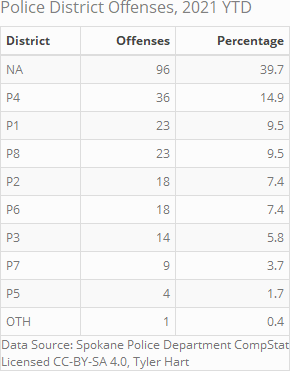 Police District Offenses, 2021 YTD
District Offenses Percentage
NA 96 39.7
P4 36 14.9
P1 23 9.5
P8 23 9.5
P2 18 7.4
P6 18 7.4
P3 14 5.8
P7 9 3.7
P5 4 1.7
OTH 1 0.4
Data Source: Spokane Police Department CompStat
Licensed CC-BY-SA 4.0, Tyler Hart